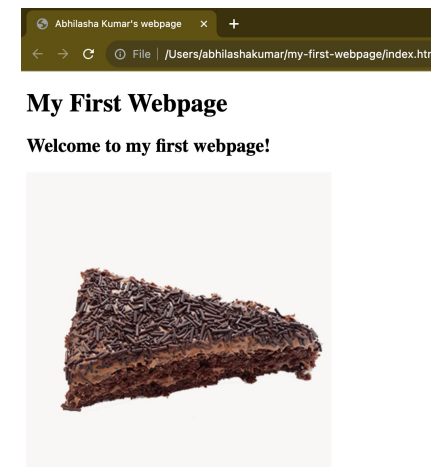 Abhilasha Kumar's webpage
File | /Users/abhilashakumar/my-first-webpage/index.htm
My First Webpage
Welcome to my first webpage!